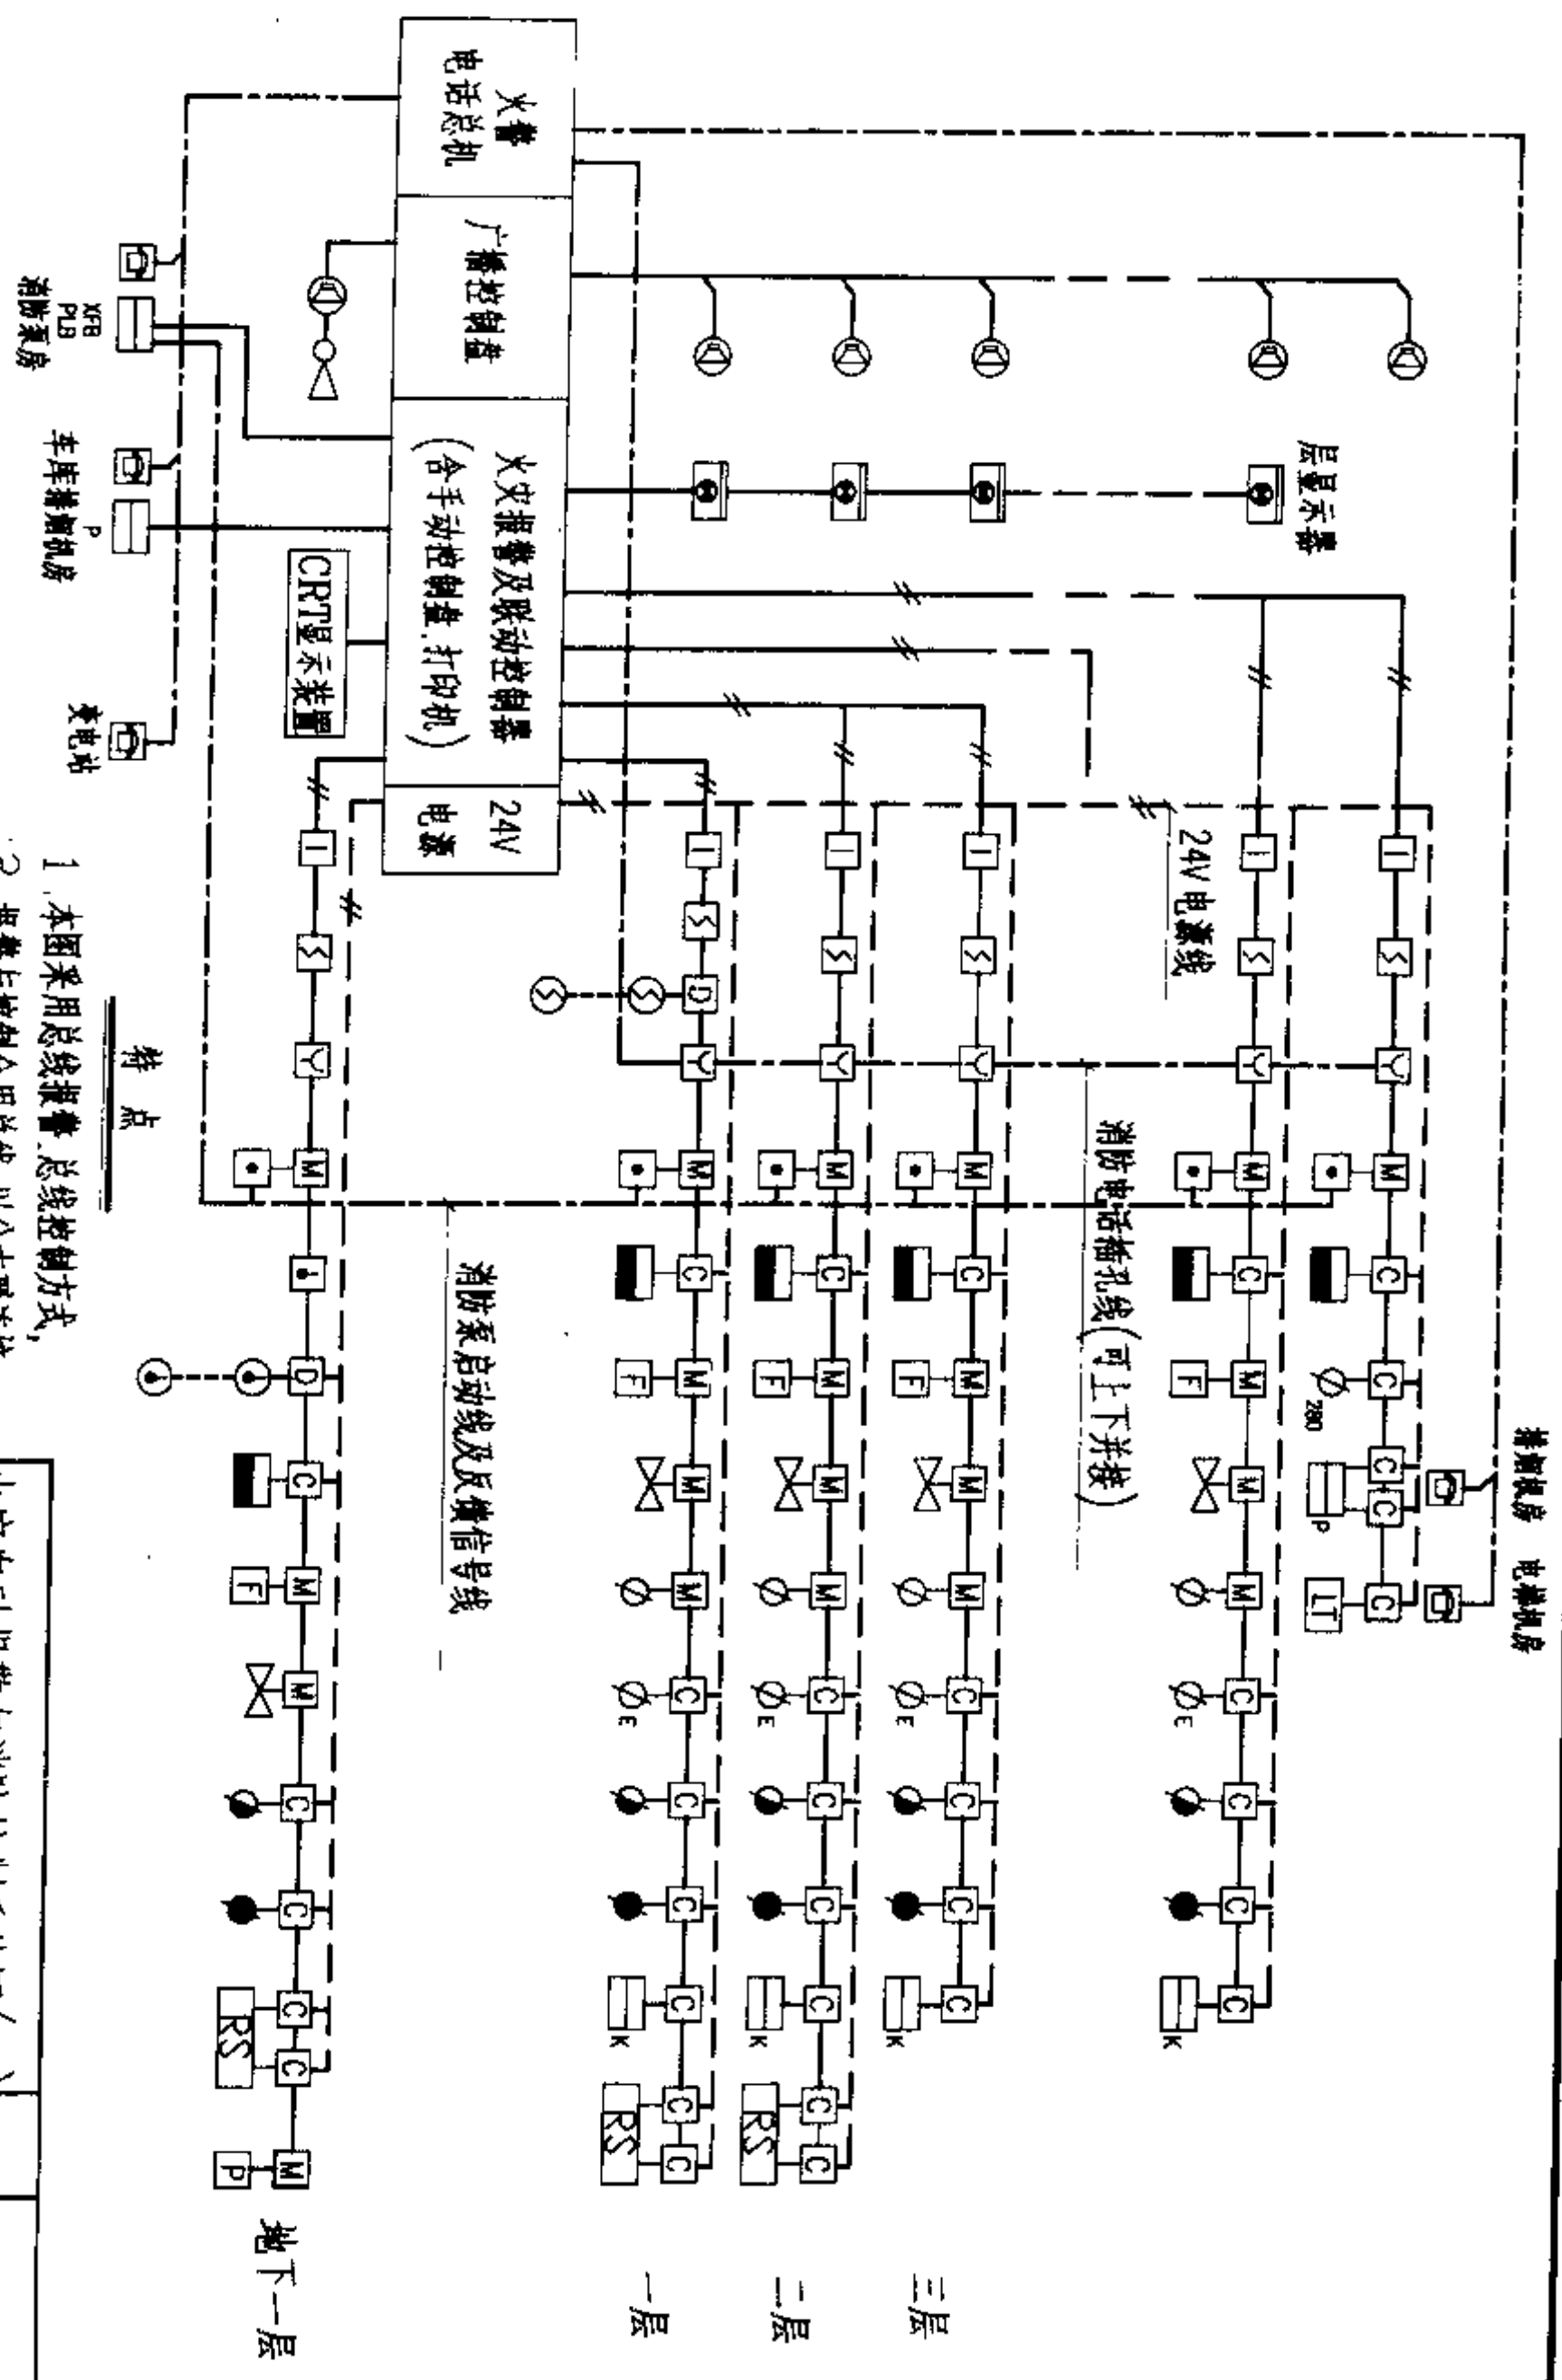 排烟机房 电梯机房
280
P
LT
层显示器
24V电源线
消防电话插孔线(可上下并接)
I S Y M C C C C C
I S Y M C M M M C C C C
F
E
K
三层
I S Y M C M M M C C C C
F
E
K
二层
I S Y M C M M M C C C C C C
F
E
K
RS
一层
I S D Y M C M M M C C C C C C
F
E
K
RS
消防泵启动线及反馈信号线
火警
电话总机
广播控制盘
火灾报警及联动控制器
(含手动控制盘、打印机)
24V
电源
CRT显示装置
地下一层
I S Y M D C M M C C C C M
F
RS
P
XFB
PLB
消防泵房
P
车库排烟机房
变电站
特点
1.本图采用总线报警,总线控制方式,
2.